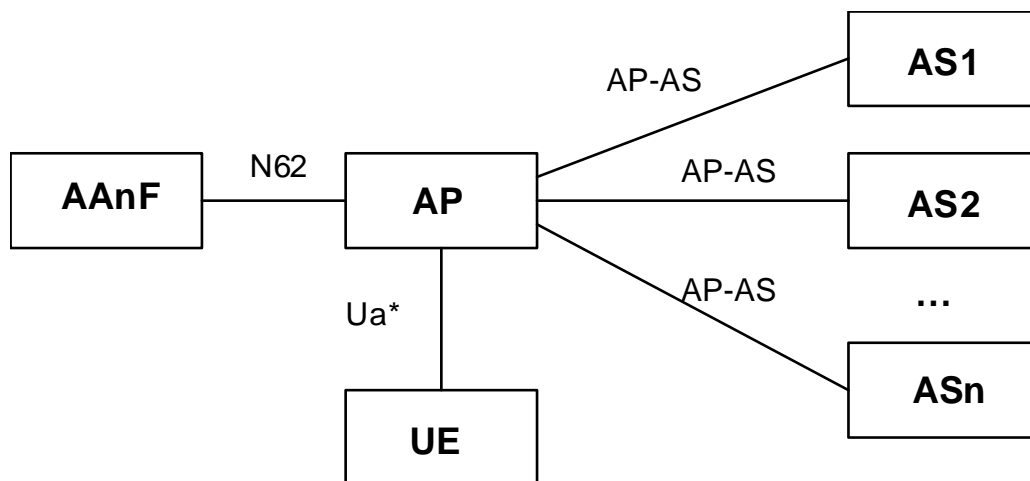 AS1
AP-AS
N62
AP-AS
AAnF
AP
AS2
AP-AS
...
Ua*
ASn
UE